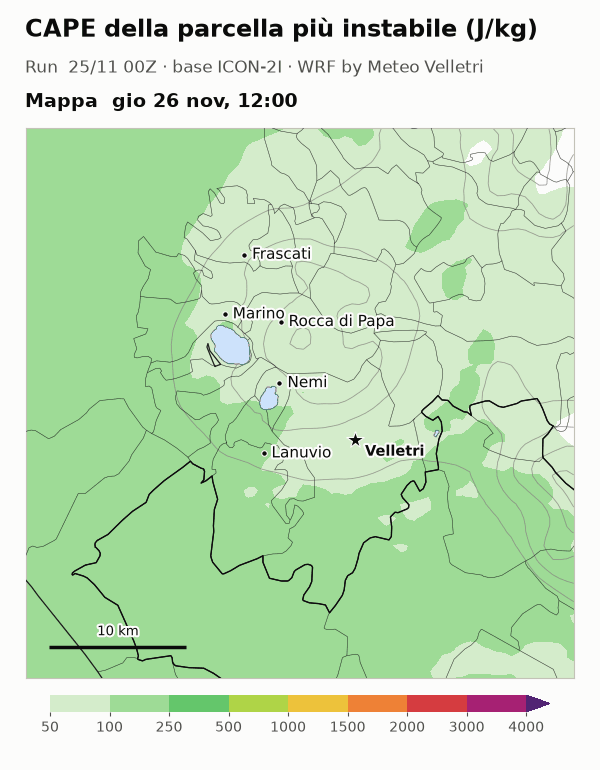 CAPE della parcella più instabile (J/kg)
Run  25/11 00Z · base ICON-2I · WRF by Meteo Velletri
Mappa  gio 26 nov, 12:00
Frascati
Marino
Rocca di Papa
Nemi
Velletri
Lanuvio
10 km
50 100 250 500 1000 1500 2000 3000 4000